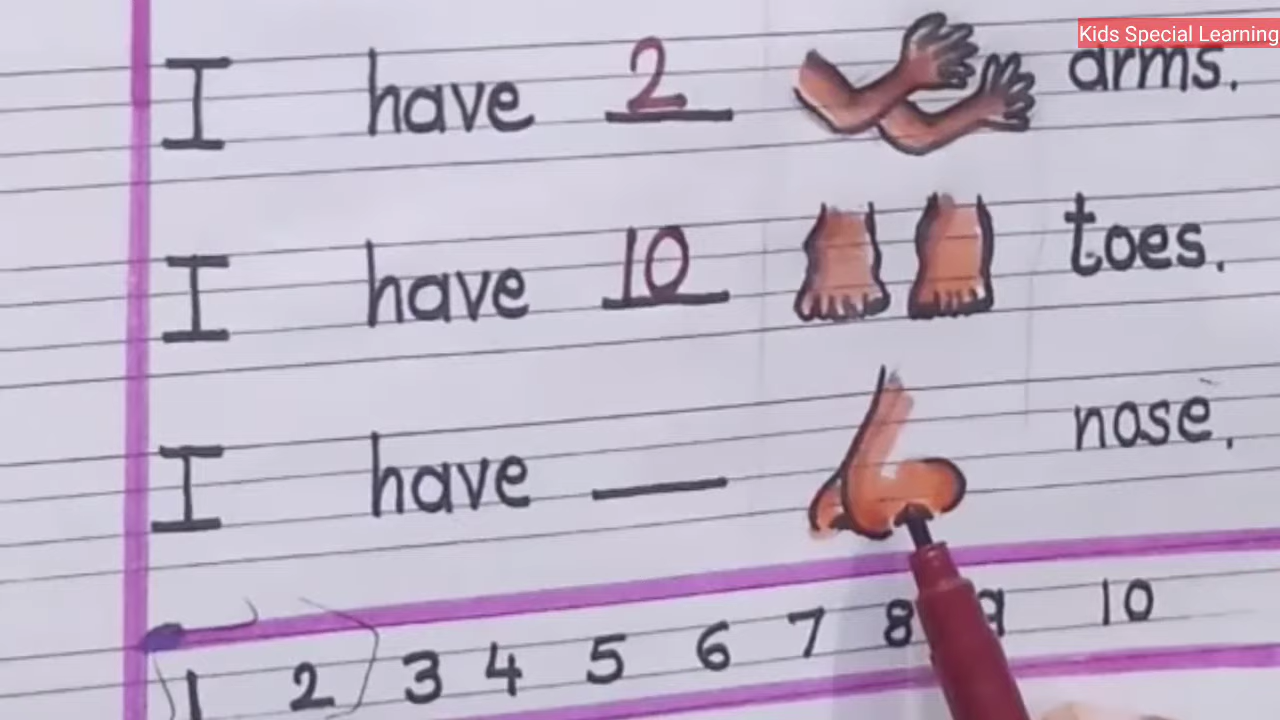 Kids Special Learning
I have 2 arms.
I have 10 toes.
I have __ nose.
1 2 3 4 5 6 7 8 9 10